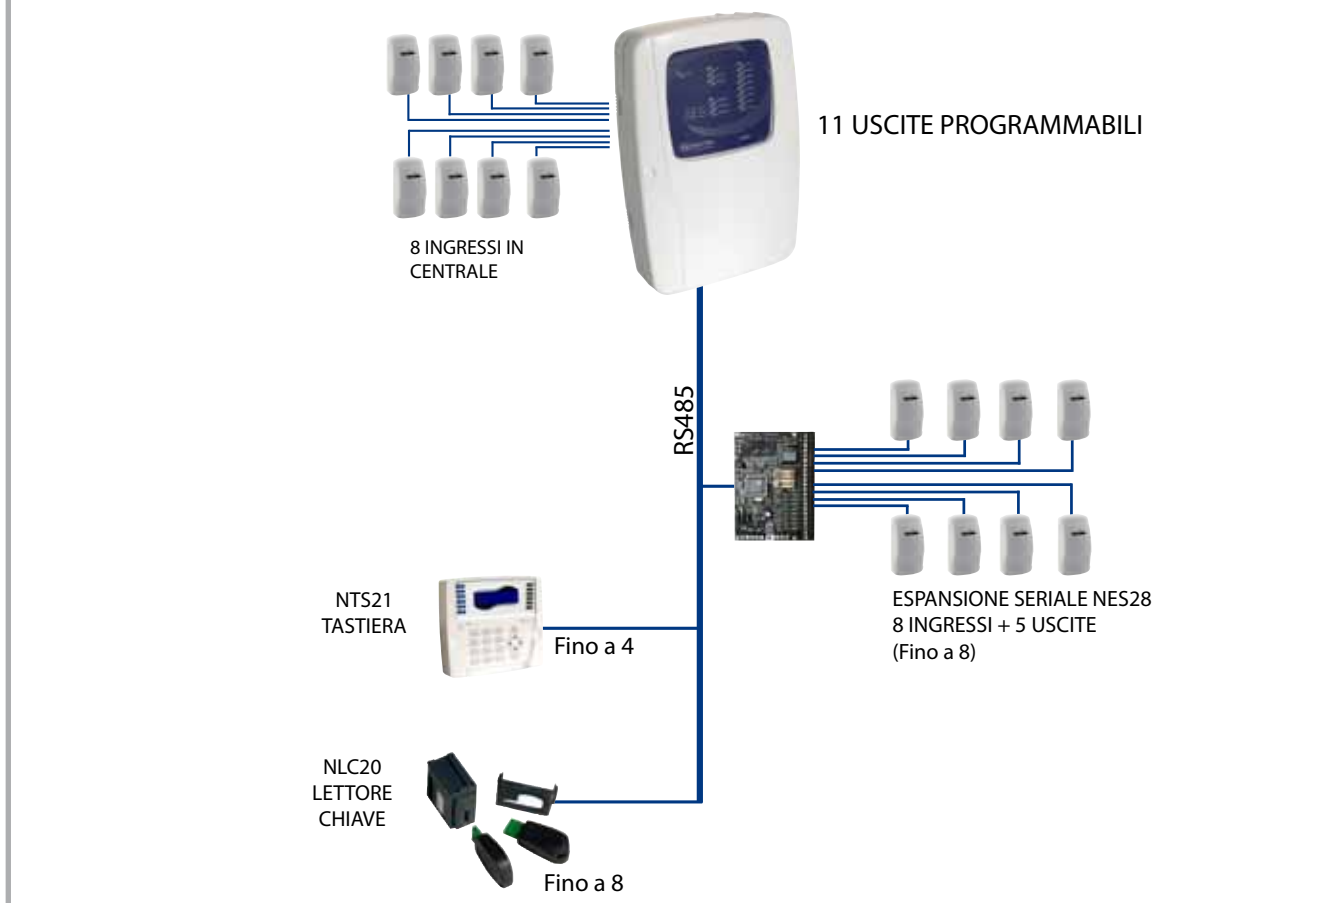 11 USCITE PROGRAMMABILI
8 INGRESSI IN
CENTRALE
RS485
ESPANSIONE SERIALE NES28
8 INGRESSI + 5 USCITE
(Fino a 8)
NTS21
TASTIERA
Fino a 4
NLC20
LETTORE
CHIAVE
Fino a 8